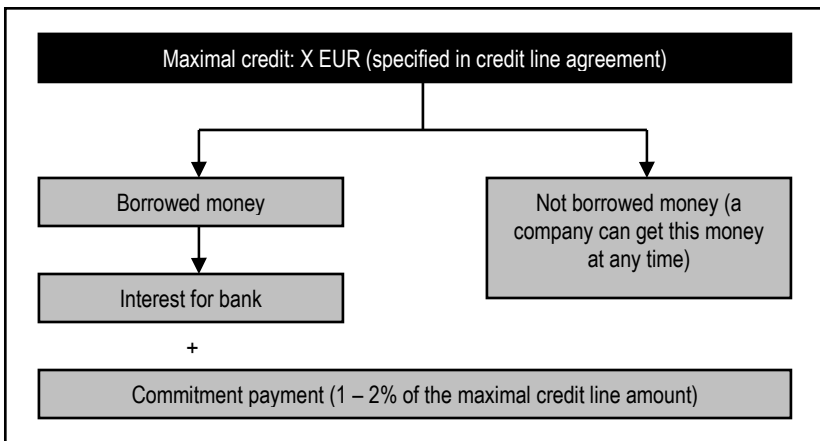 Maximal credit: X EUR (specified in credit line agreement)
Borrowed money
Not borrowed money (a
company can get this money
at any time)
Interest for bank
+
Commitment payment (1 – 2% of the maximal credit line amount)